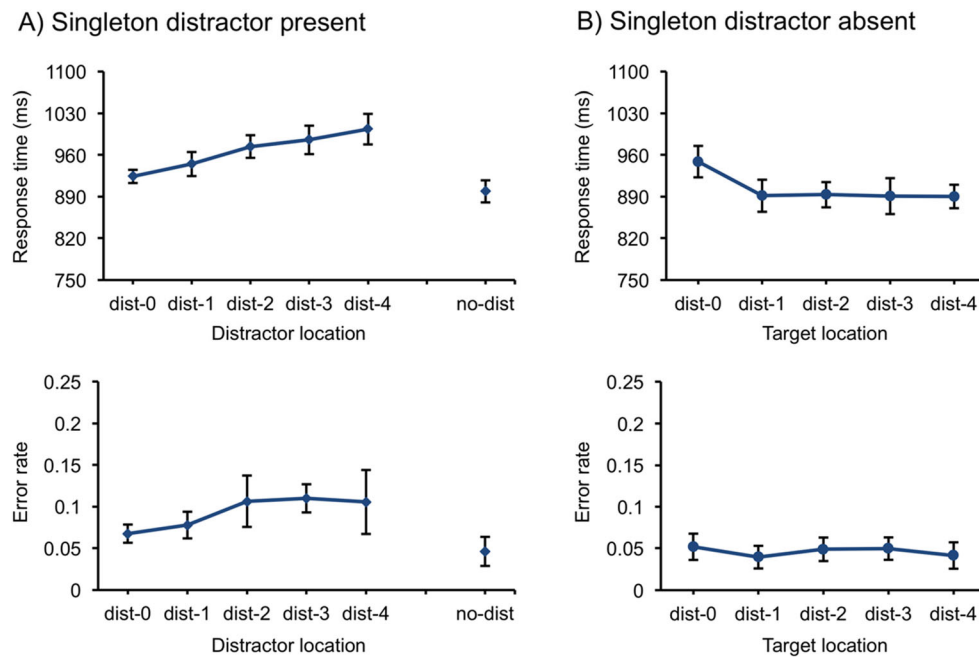 A) Singleton distractor present
B) Singleton distractor absent
Response time (ms)
1100
1030
960
890
820
750
dist-0 dist-1 dist-2 dist-3 dist-4 no-dist
Distractor location
Response time (ms)
1100
1030
960
890
820
750
dist-0 dist-1 dist-2 dist-3 dist-4
Target location
Error rate
0.25
0.2
0.15
0.1
0.05
0
dist-0 dist-1 dist-2 dist-3 dist-4 no-dist
Distractor location
Error rate
0.25
0.2
0.15
0.1
0.05
0
dist-0 dist-1 dist-2 dist-3 dist-4
Target location